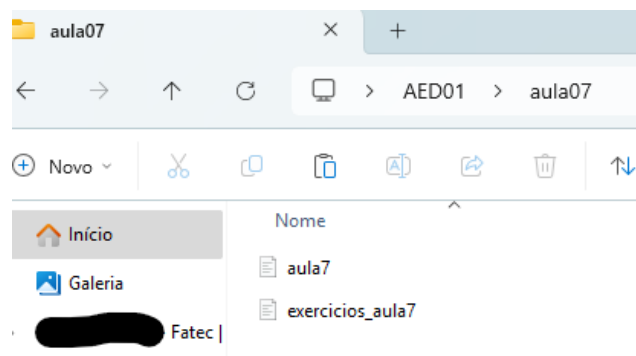 aula07
AED01 > aula07
Novo
Nome
Início
aula7
Galeria
exercicios_aula7
Fatec |